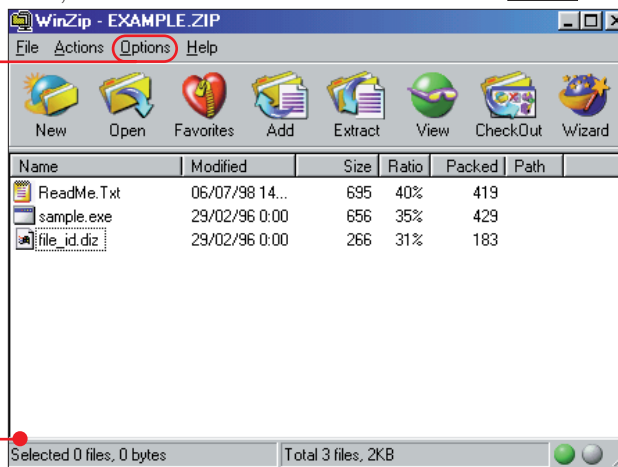 WinZip - EXAMPLE.ZIP
File Actions Options Help
New Open Favorites Add Extract View CheckOut Wizard
Name Modified Size Ratio Packed Path
ReadMe.Txt 06/07/98 14... 695 40% 419
sample.exe 29/02/96 0:00 656 35% 429
file_id.diz 29/02/96 0:00 266 31% 183
Selected 0 files, 0 bytes Total 3 files, 2KB